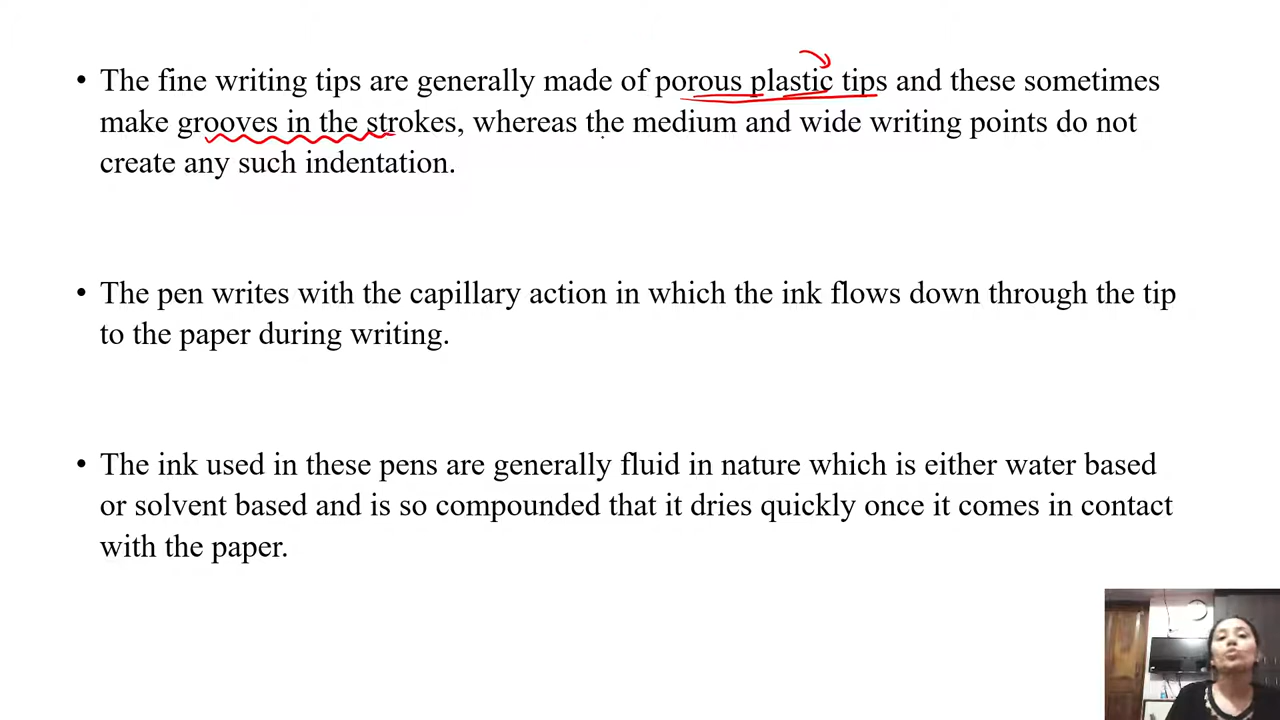 • The fine writing tips are generally made of porous plastic tips and these sometimes
make grooves in the strokes, whereas the medium and wide writing points do not
create any such indentation.
• The pen writes with the capillary action in which the ink flows down through the tip
to the paper during writing.
• The ink used in these pens are generally fluid in nature which is either water based
or solvent based and is so compounded that it dries quickly once it comes in contact
with the paper.